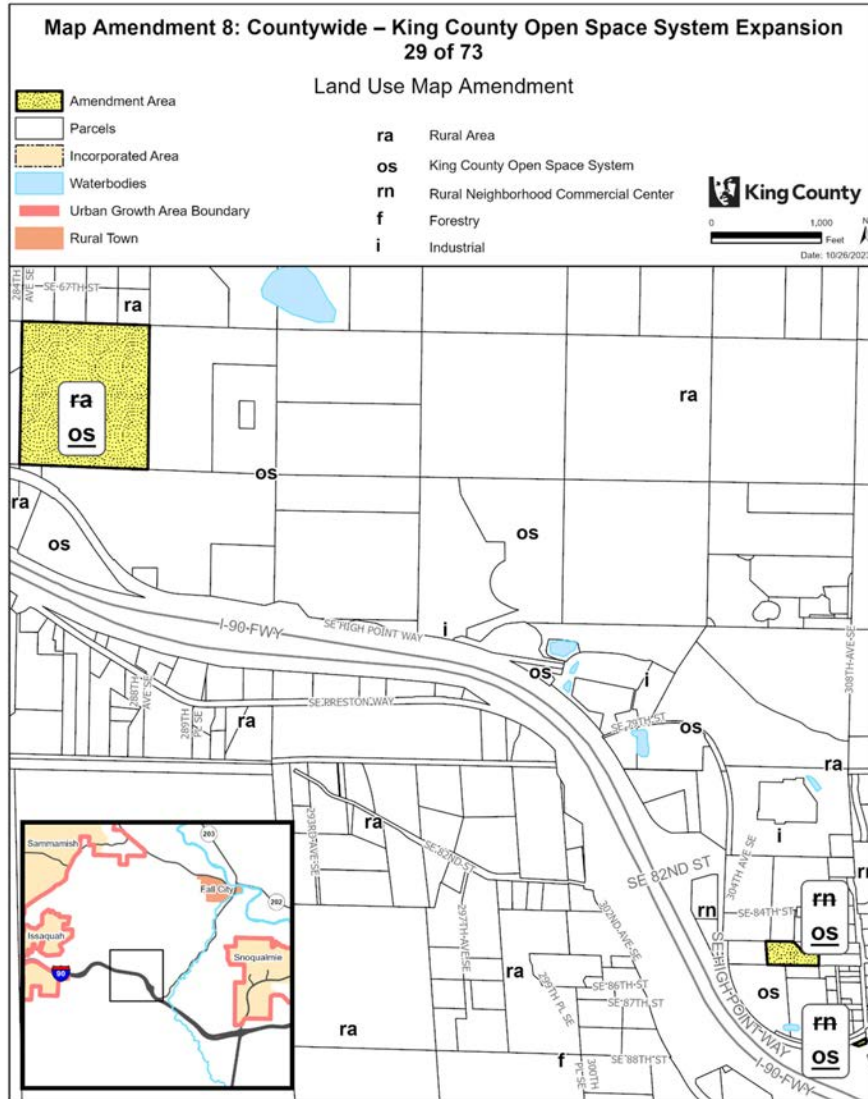 Map Amendment 8: Countywide – King County Open Space System Expansion
29 of 73
Land Use Map Amendment
Amendment Area
Parcels
Incorporated Area
Waterbodies
Urban Growth Area Boundary
Rural Town
ra Rural Area
os King County Open Space System
rn Rural Neighborhood Commercial Center
f Forestry
i Industrial
King County
0 1,000
Feet
N
Date: 10/26/2023
284TH
AVE SE
SE 67TH ST
ra
ra
os
ra
os
ra
os
os
I-90 FWY
SE HIGH POINT WAY
i
288TH
AVE SE
289TH
PL SE
ra
SE PRESTON WAY
os
i
SE 79TH ST
os
308TH AVE SE
ra
293RD AVE SE
ra
SE 82ND ST
SE 82ND ST
304TH AVE SE
i
rn
rn
os
rn
SE 84TH ST
297TH AVE SE
302ND AVE SE
ra
299TH PL SE
SE 86TH ST
SE 87TH ST
SE 88TH ST
300TH
PL SE
SE HIGH POINT WAY
os
rn
os
I-90 FWY
ra
f
Sammamish
203
Fall City
202
Issaquah
90
Snoqualmie